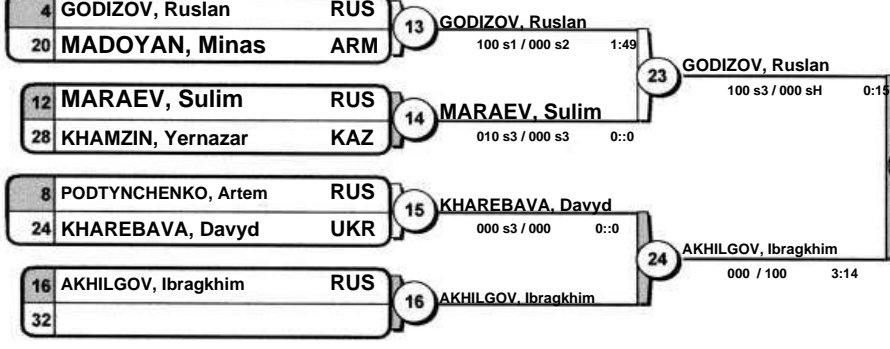 4 GODIZOV, Ruslan RUS
20 MADOYAN, Minas ARM
13 GODIZOV, Ruslan
100 s1 / 000 s2 1:49
12 MARAEV, Sulim RUS
28 KHAMZIN, Yernazar KAZ
14 MARAEV, Sulim
010 s3 / 000 s3 0::0
23 GODIZOV, Ruslan
100 s3 / 000 sH 0:15
8 PODTYNCHENKO, Artem RUS
24 KHAREBAVA, Davyd UKR
15 KHAREBAVA, Davyd
000 s3 / 000 0::0
16 AKHILGOV, Ibragkhim RUS
32
16 AKHILGOV, Ibragkhim
24 AKHILGOV, Ibragkhim
000 / 100 3:14